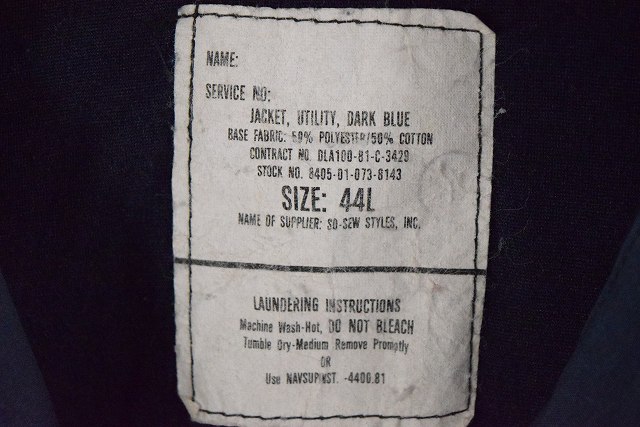 NAME:
SERVICE NO:
JACKET, UTILITY, DARK BLUE
BASE FABRIC: 50% POLYESTER/50% COTTON
CONTRACT NO. DLA100-81-C-3429
STOCK NO. 8405-01-073-6143
SIZE: 44L
NAME OF SUPPLIER: SO-SEW STYLES, INC.
LAUNDERING INSTRUCTIONS
Machine Wash-Hot, DO NOT BLEACH
Tumble Dry-Medium Remove Promptly
OR
Use NAVSUPINST. -4400.81